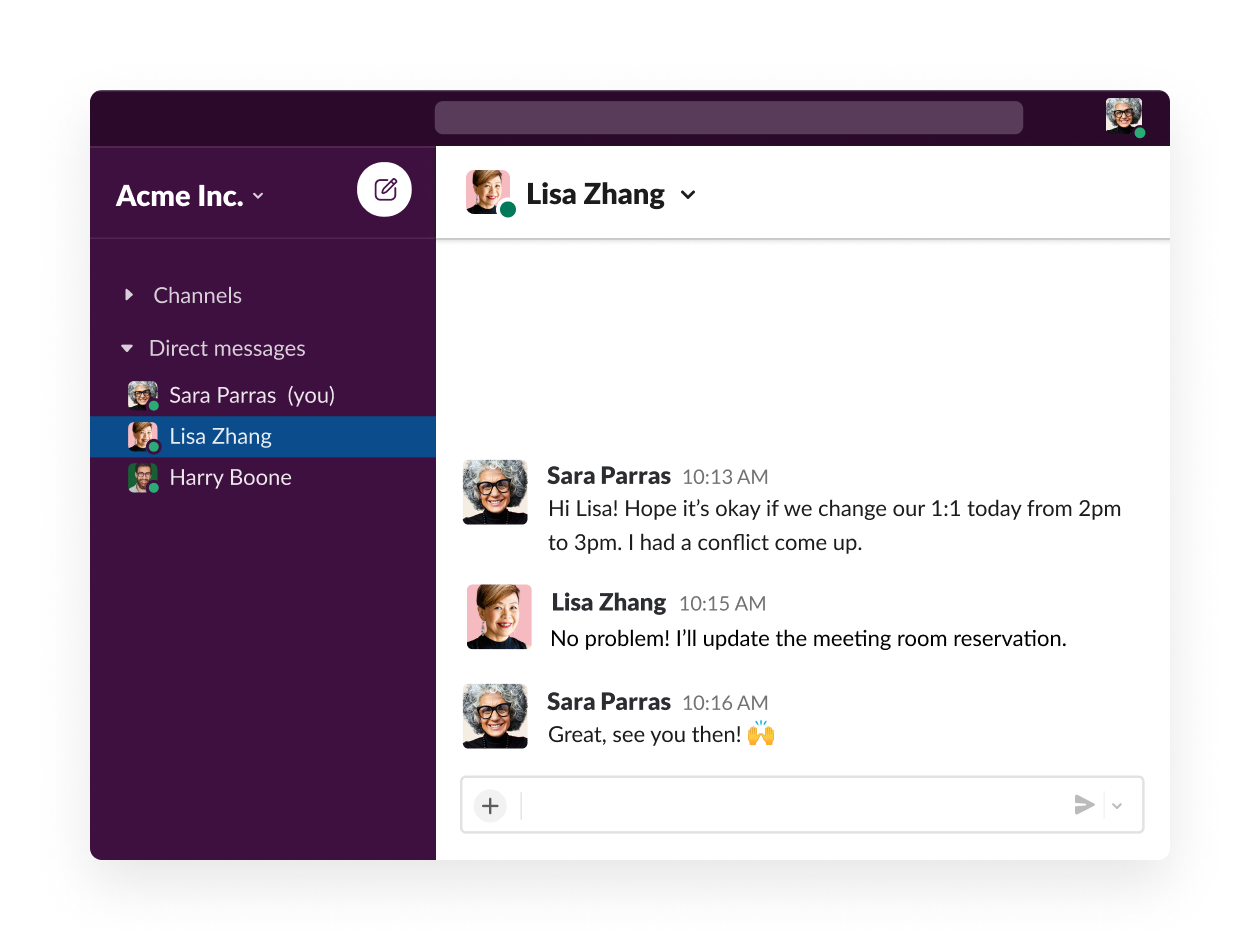 Acme Inc.
Channels
Direct messages
Sara Parras (you)
Lisa Zhang
Harry Boone
Lisa Zhang
Sara Parras 10:13 AM
Hi Lisa! Hope it’s okay if we change our 1:1 today from 2pm
to 3pm. I had a conflict come up.
Lisa Zhang 10:15 AM
No problem! I’ll update the meeting room reservation.
Sara Parras 10:16 AM
Great, see you then! 🙌